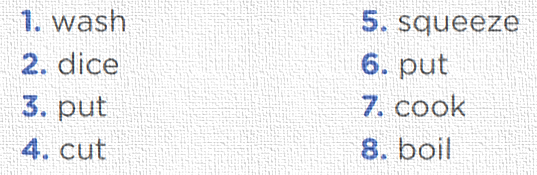 1. wash
2. dice
3. put
4. cut
5. squeeze
6. put
7. cook
8. boil